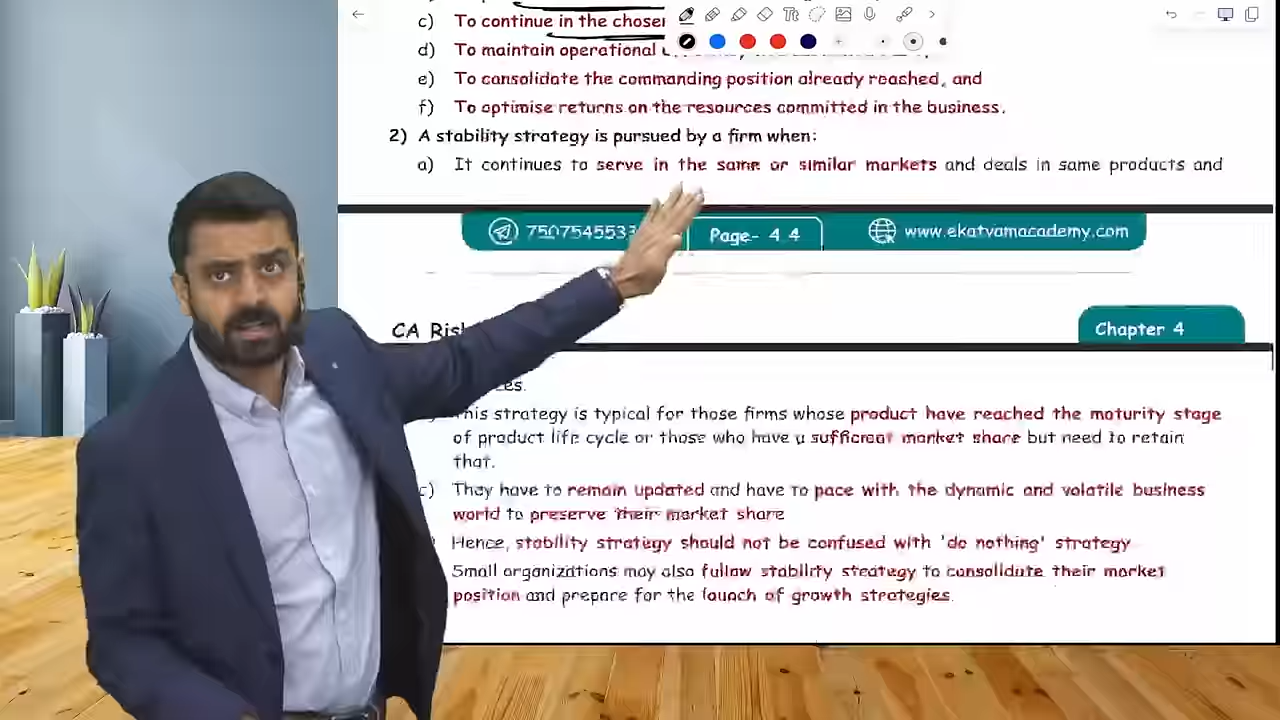 c) To continue in the chosen
d) To maintain operational
e) To consolidate the commanding position already reached, and
f) To optimise returns on the resources committed in the business.
2) A stability strategy is pursued by a firm when:
a) It continues to serve in the same or similar markets and deals in same products and
Page- 4 4
www.ekatvamacademy.com
CA Ris
Chapter 4
This strategy is typical for those firms whose product have reached the maturity stage
of product life cycle or those who have a sufficient market share but need to retain
that.
c) They have to remain updated and have to pace with the dynamic and volatile business
world to preserve their market share
Hence, stability strategy should not be confused with 'do nothing' strategy
Small organizations may also follow stability strategy to consolidate their market
position and prepare for the launch of growth strategies.